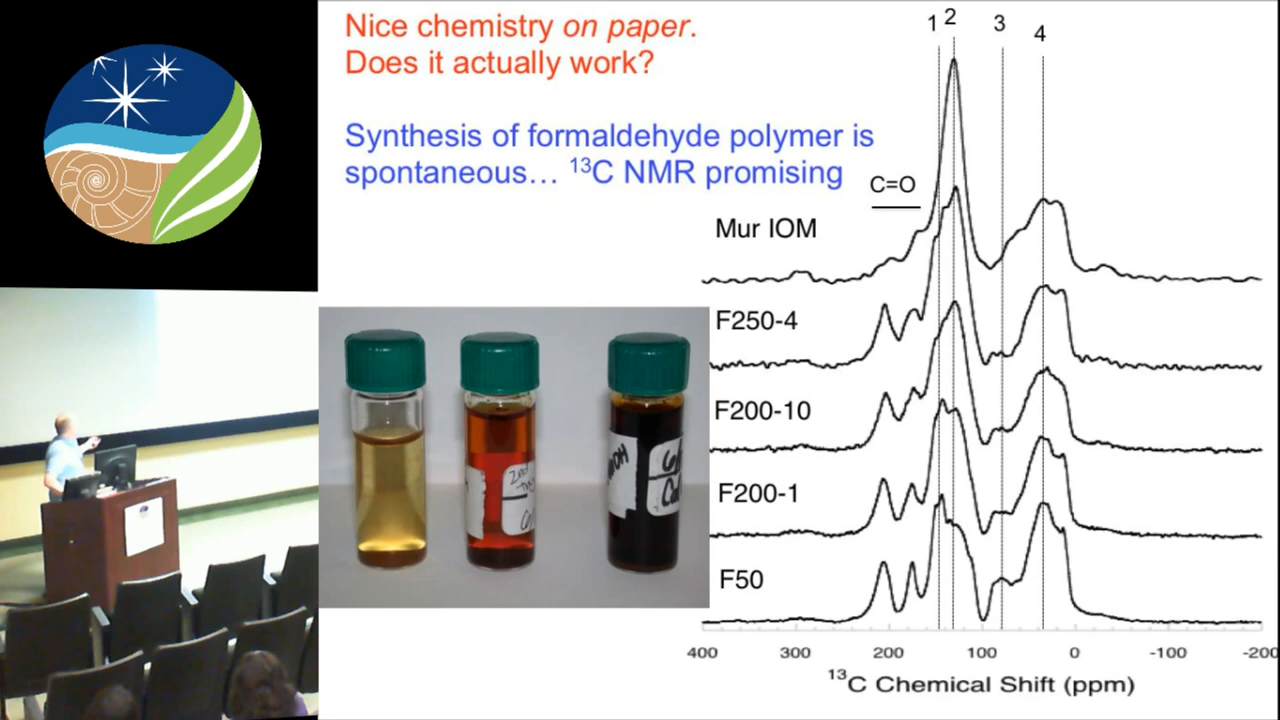 Nice chemistry on paper.
Does it actually work?
Synthesis of formaldehyde polymer is
spontaneous… ¹³C NMR promising
1 2 3 4
C=O
Mur IOM
F250-4
F200-10
F200-1
F50
2nd
400 300 200 100 0 -100 -200
¹³C Chemical Shift (ppm)